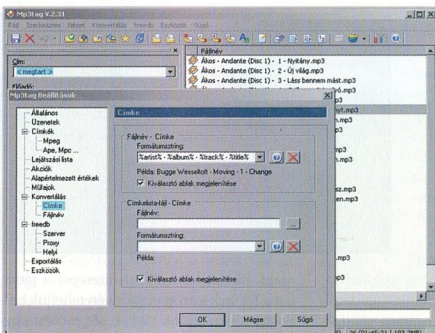 Mp3tag V.2.31
Fájl Szerkesztés Nézet Konvertálás freedb Eszközök Súgó
Cím:
< megtart >
Előadó:
Fájlnév
Ákos - Andante (Disc 1) - 1 - Nyitány.mp3
Ákos - Andante (Disc 1) - 2 - Új világ.mp3
Ákos - Andante (Disc 1) - 3 - Láss bennem mást.mp3
Mp3tag Beállítások
Általános
Üzenetek
Címkék
Mpeg
Ape, Mpc ...
Lejátszási lista
Akciók
Alapértelmezett értékek
Műfajok
Konvertálás
Címke
Fájlnév
freedb
Szerver
Proxy
Helyi
Exportálás
Eszközök
Címke
Fájlnév - Címke
Formátumsztring:
%artist% - %album% - %track% - %title%
Példa: Bugge Wesseltoft - Moving - 1 - Change
Kiválasztó ablak megjelenítése
Címkelista-fájl - Címke
Fájlnév:
...
Formátumsztring:
Példa:
Kiválasztó ablak megjelenítése
OK Mégse Súgó